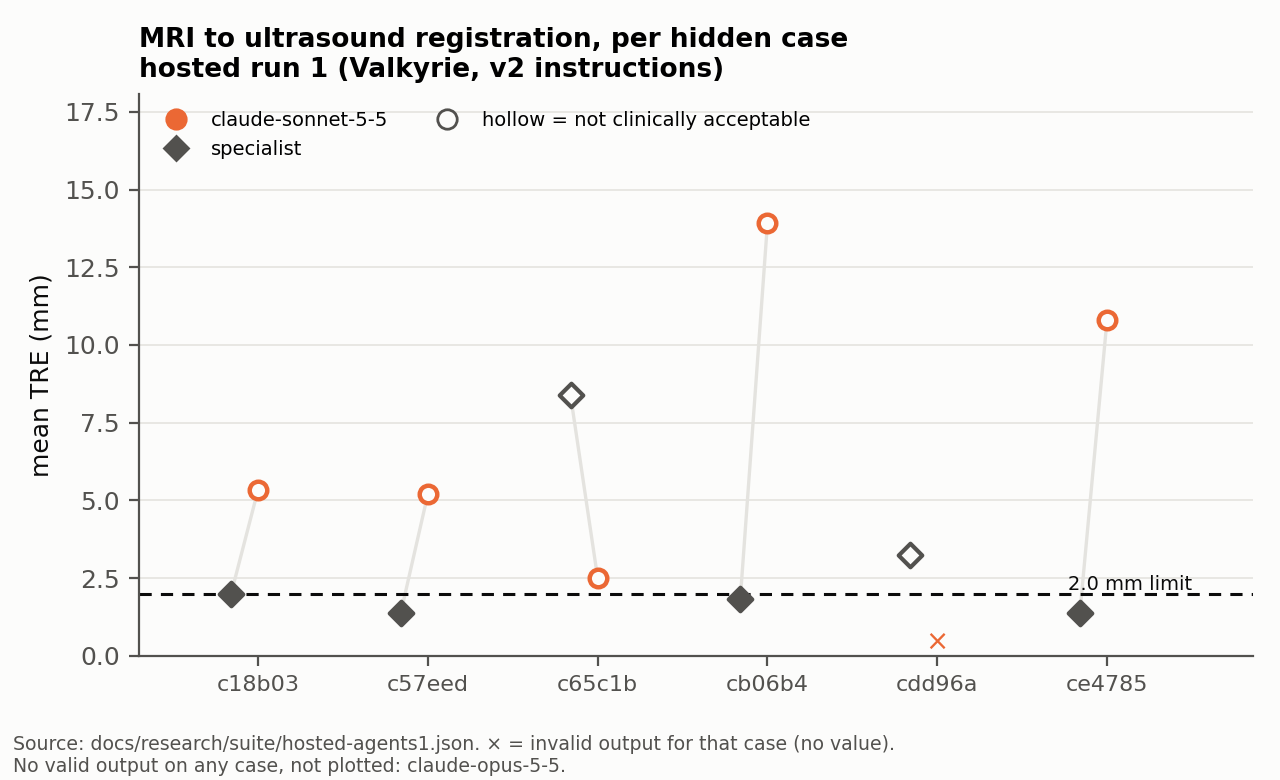 MRI to ultrasound registration, per hidden case
hosted run 1 (Valkyrie, v2 instructions)
claude-sonnet-5-5
hollow = not clinically acceptable
specialist
mean TRE (mm)
17.5
15.0
12.5
10.0
7.5
5.0
2.5
0.0
2.0 mm limit
c18b03
c57eed
c65c1b
cb06b4
cdd96a
ce4785
Source: docs/research/suite/hosted-agents1.json. × = invalid output for that case (no value).
No valid output on any case, not plotted: claude-opus-5-5.